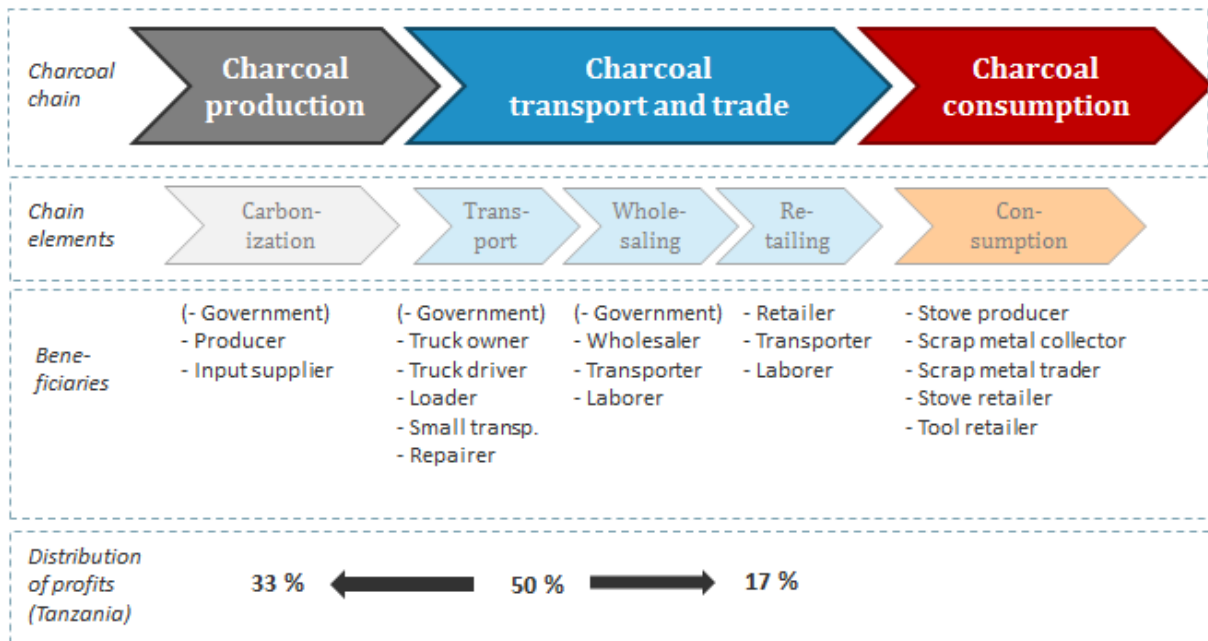 Charcoal
chain
Charcoal
production
Charcoal
transport and trade
Charcoal
consumption
Chain
elements
Carbon-
ization
Trans-
port
Whole-
saling
Re-
tailing
Con-
sumption
Bene-
ficiaries
(- Government)
- Producer
- Input supplier
(- Government)
- Truck owner
- Truck driver
- Loader
- Small transp.
- Repairer
(- Government)
- Wholesaler
- Transporter
- Laborer
- Retailer
- Transporter
- Laborer
- Stove producer
- Scrap metal collector
- Scrap metal trader
- Stove retailer
- Tool retailer
Distribution
of profits
(Tanzania)
33 %
50 %
17 %